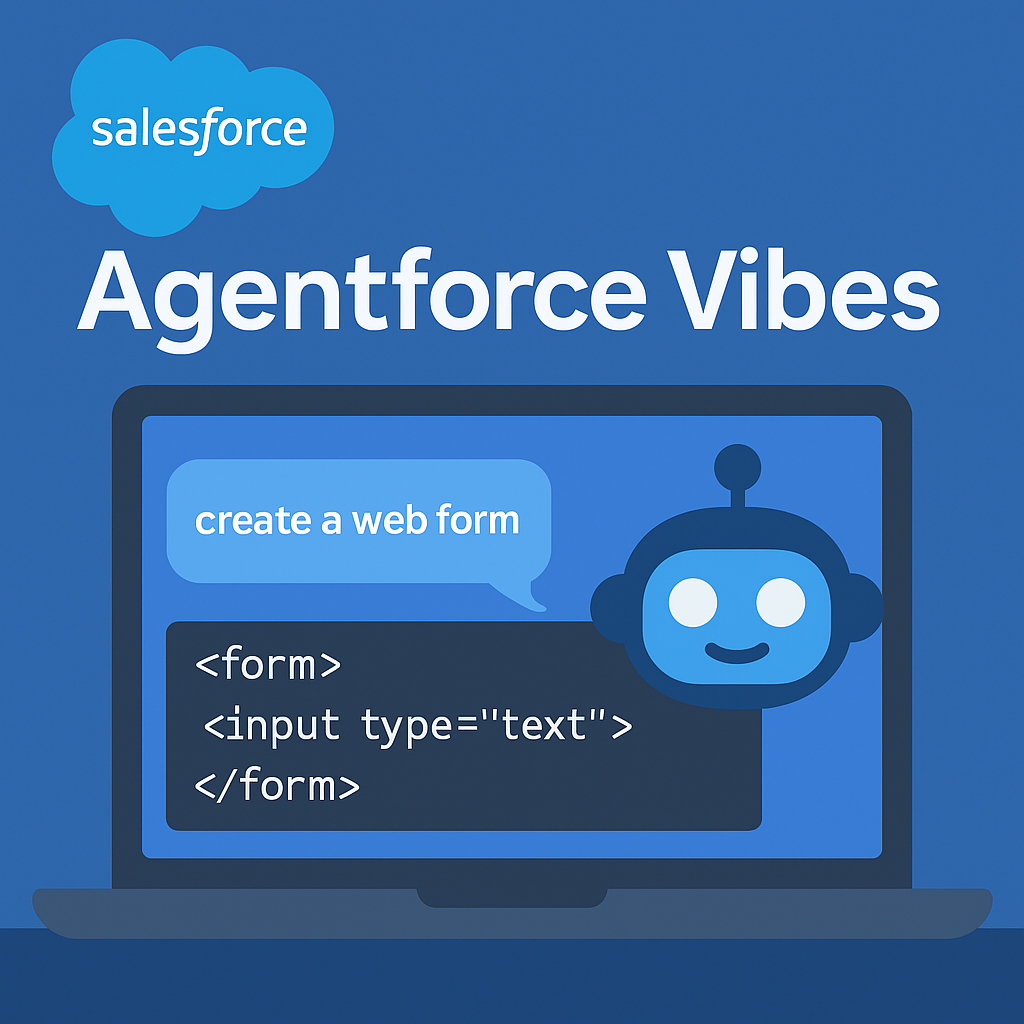 salesforce
Agentforce Vibes
create a web form
<form>
<input type="text">
</form>